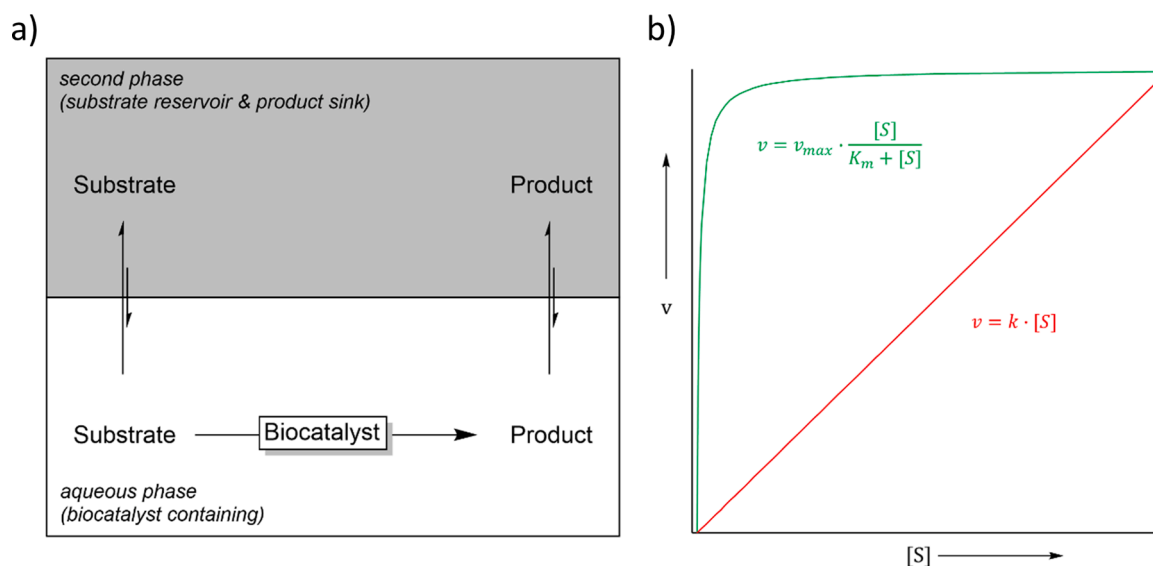 a)
second phase
(substrate reservoir & product sink)
Substrate
Product
Substrate
Biocatalyst
Product
aqueous phase
(biocatalyst containing)
b)
v = v_max · [S] / (K_m + [S])
v
v = k · [S]
[S]